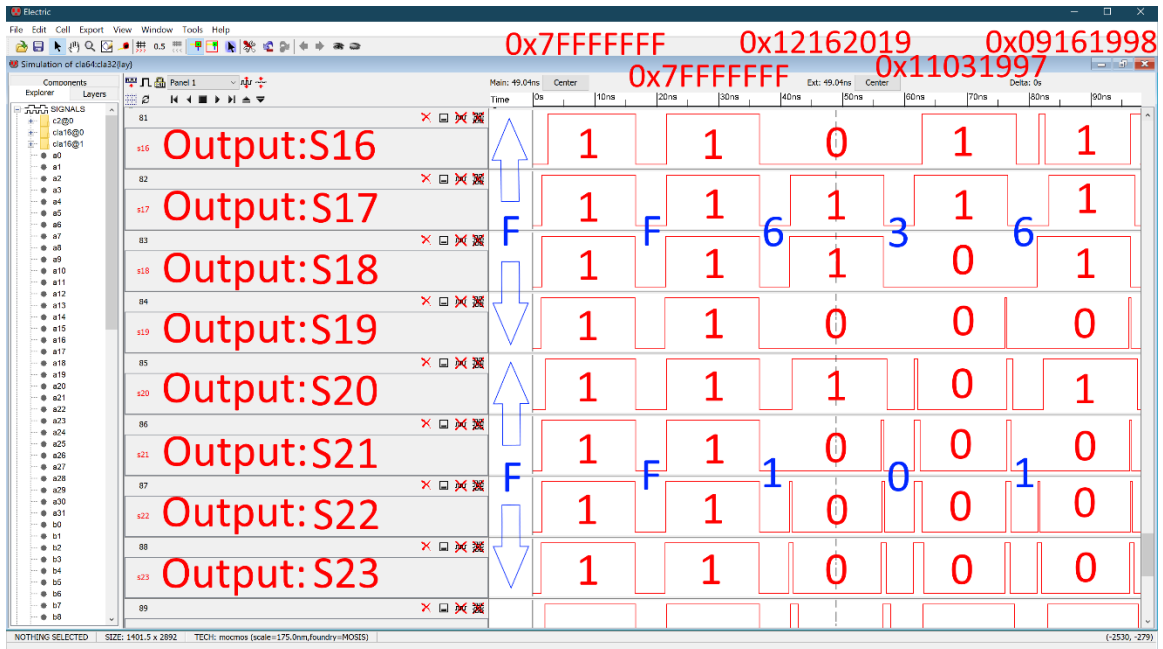 Electric
File Edit Cell Export View Window Tools Help
0.5
0x7FFFFFFF 0x12162019 0x09161998
0x7FFFFFFF 0x11031997
Simulation of cla64:cla32{lay}
Components
Explorer Layers
Panel 1
Main: 49.04ns Center Ext: 49.04ns Center Delta: 0s
Time 0s 10ns 20ns 30ns 40ns 50ns 60ns 70ns 80ns 90ns
SIGNALS
c2@0
cla16@0
cla16@1
a0
a1
a2
a3
a4
a5
a6
a7
a8
a9
a10
a11
a12
a13
a14
a15
a16
a17
a18
a19
a20
a21
a22
a23
a24
a25
a26
a27
a28
a29
a30
a31
b0
b1
b2
b3
b4
b5
b6
b7
b8
81
s16 Output:S16 1 1 0 1 1
82
s17 Output:S17 1 1 1 1 1
F F 6 3 6
83
s18 Output:S18 1 1 1 0 1
84
s19 Output:S19 1 1 0 0 0
85
s20 Output:S20 1 1 1 0 1
86
s21 Output:S21 1 1 0 0 0
F F 1 0 1
87
s22 Output:S22 1 1 0 0 0
88
s23 Output:S23 1 1 0 0 0
89
NOTHING SELECTED SIZE: 1401.5 x 2892 TECH: mocmos (scale=175.0nm,foundry=MOSIS) (-2530, -279)